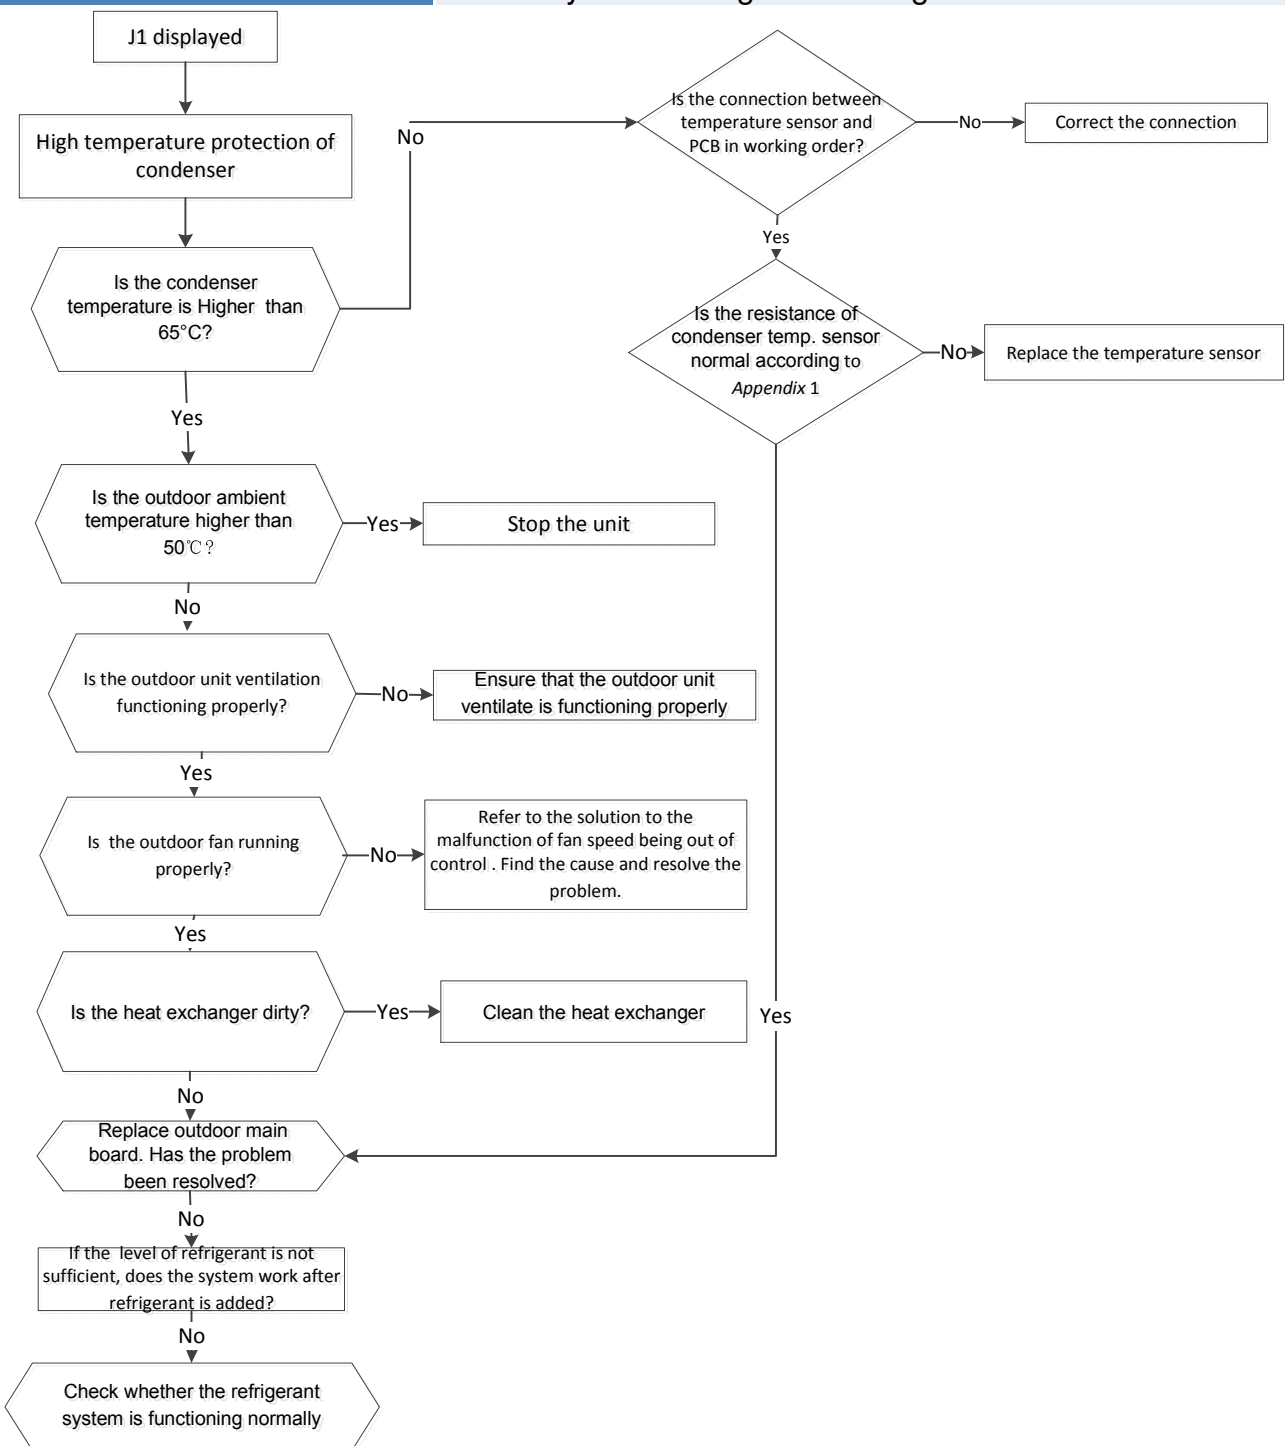 J1 displayed
High temperature protection of
condenser
Is the condenser
temperature is Higher than
65°C?
No
Is the connection between
temperature sensor and
PCB in working order?
No
Correct the connection
Yes
Is the resistance of
condenser temp. sensor
normal according to
Appendix 1
No
Replace the temperature sensor
Yes
Is the outdoor ambient
temperature higher than
50℃?
Yes
Stop the unit
No
Is the outdoor unit ventilation
functioning properly?
No
Ensure that the outdoor unit
ventilate is functioning properly
Yes
Is the outdoor fan running
properly?
No
Refer to the solution to the
malfunction of fan speed being out of
control . Find the cause and resolve the
problem.
Yes
Is the heat exchanger dirty?
Yes
Clean the heat exchanger
Yes
No
Replace outdoor main
board. Has the problem
been resolved?
No
If the level of refrigerant is not
sufficient, does the system work after
refrigerant is added?
No
Check whether the refrigerant
system is functioning normally